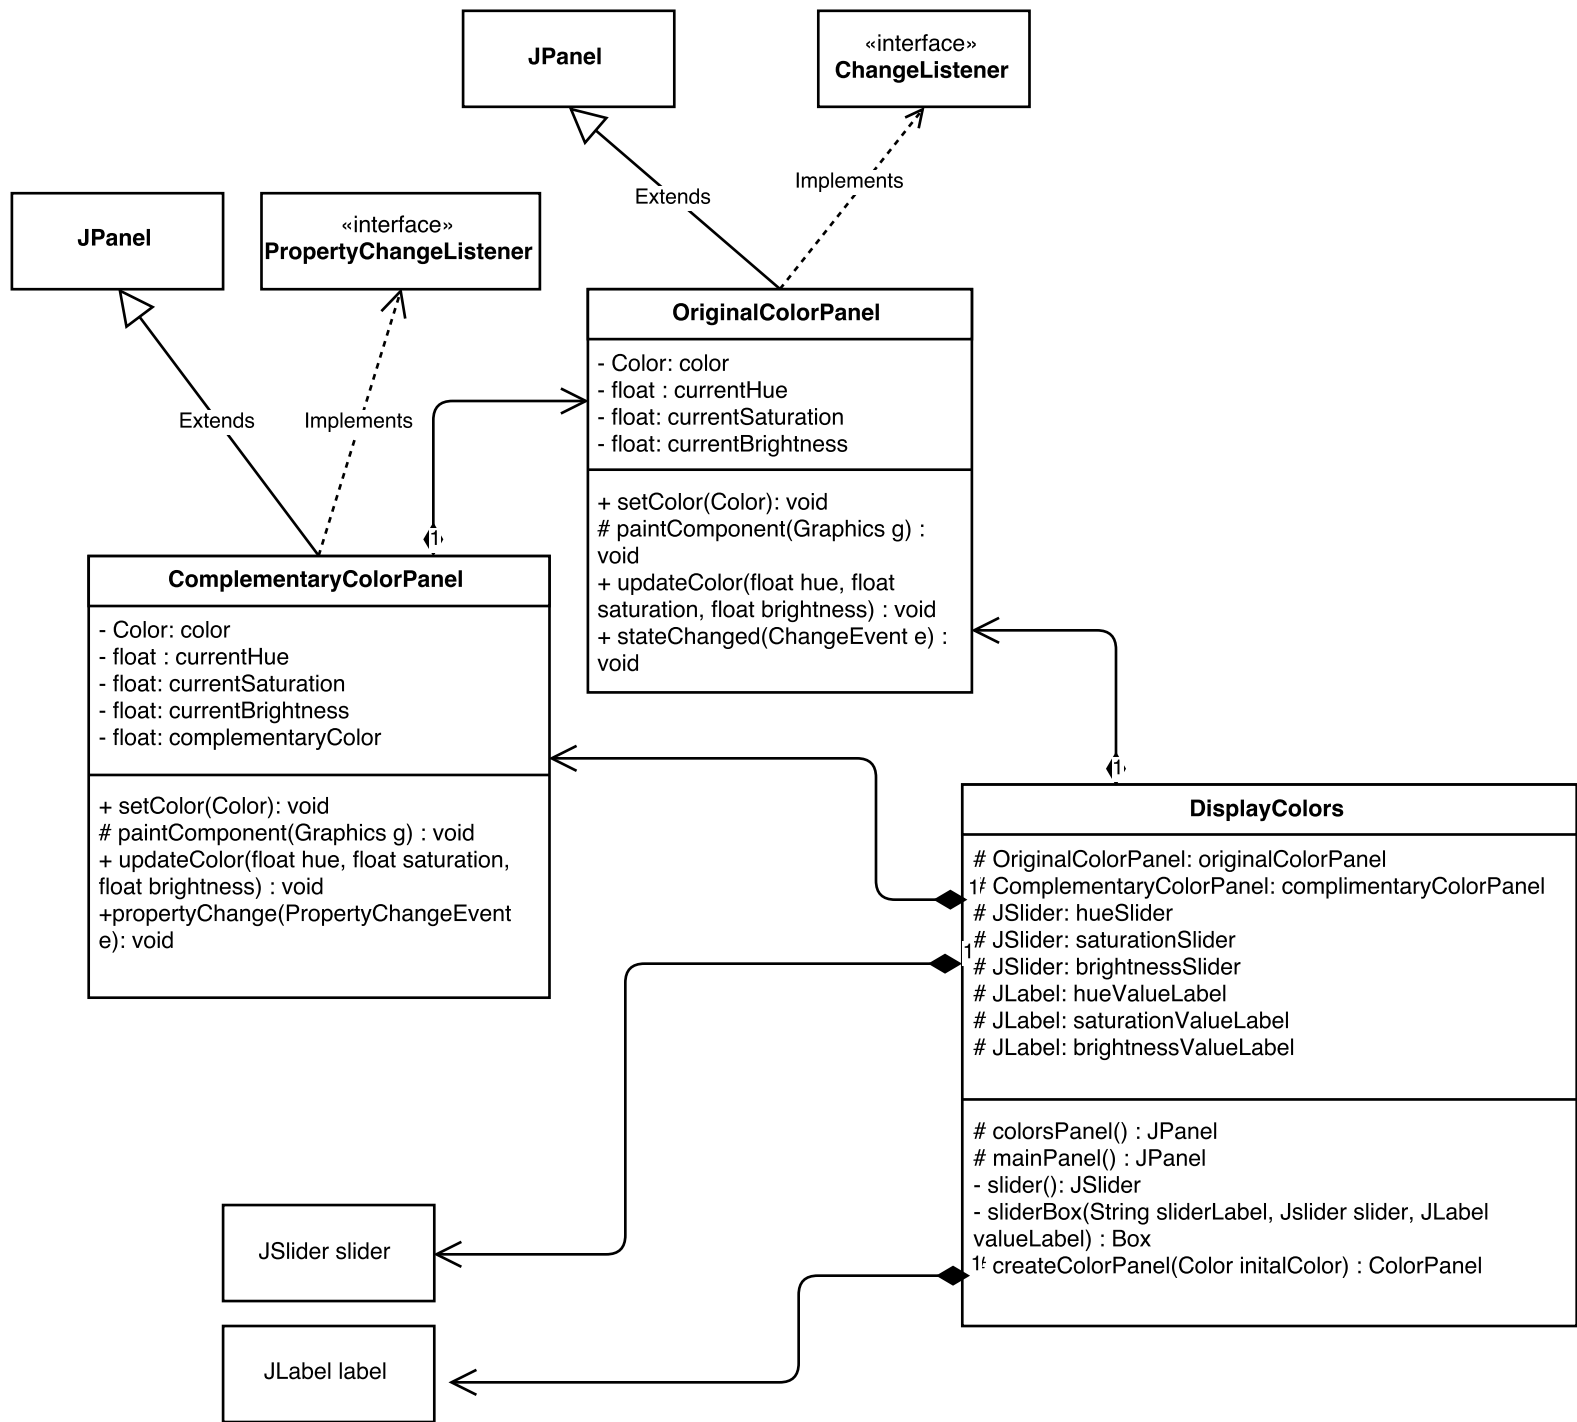 JPanel
«interface»
ChangeListener
Extends
Implements
JPanel
«interface»
PropertyChangeListener
Extends
Implements
OriginalColorPanel
- Color: color
- float : currentHue
- float: currentSaturation
- float: currentBrightness
+ setColor(Color): void
# paintComponent(Graphics g) :
void
+ updateColor(float hue, float
saturation, float brightness) : void
+ stateChanged(ChangeEvent e) :
void
1
ComplementaryColorPanel
- Color: color
- float : currentHue
- float: currentSaturation
- float: currentBrightness
- float: complementaryColor
+ setColor(Color): void
# paintComponent(Graphics g) : void
+ updateColor(float hue, float saturation,
float brightness) : void
+propertyChange(PropertyChangeEvent
e): void
1
DisplayColors
# OriginalColorPanel: originalColorPanel
1
# ComplementaryColorPanel: complimentaryColorPanel
# JSlider: hueSlider
# JSlider: saturationSlider
1
# JSlider: brightnessSlider
# JLabel: hueValueLabel
# JLabel: saturationValueLabel
# JLabel: brightnessValueLabel
# colorsPanel() : JPanel
# mainPanel() : JPanel
- slider(): JSlider
- sliderBox(String sliderLabel, Jslider slider, JLabel
valueLabel) : Box
1
# createColorPanel(Color initalColor) : ColorPanel
JSlider slider
JLabel label